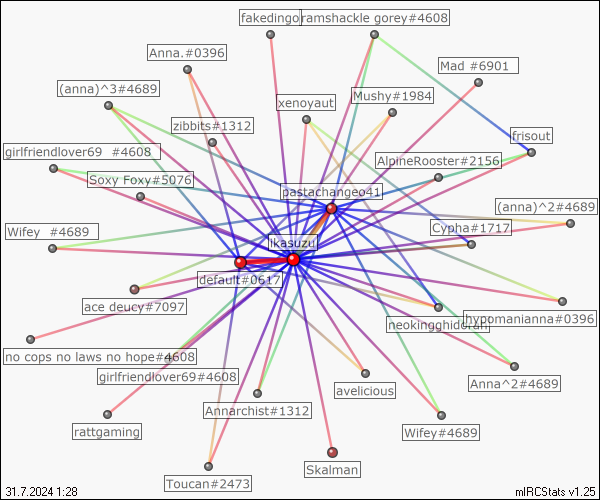 fakedingo
ramshackle gorey#4608
Anna.#0396
Mad #6901
(anna)^3#4689
xenoyaut
Mushy#1984
zibbits#1312
frisout
girlfriendlover69 #4608
AlpineRooster#2156
Soxy Foxy#5076
pastachangeo41
(anna)^2#4689
Wifey #4689
Cypha#1717
ikasuzu
default#0617
ace deucy#7097
hypomanianna#0396
neokingghidorah
no cops no laws no hope#4608
girlfriendlover69#4608
Anna^2#4689
avelicious
Annarchist#1312
rattgaming
Wifey#4689
Skalman
Toucan#2473
31.7.2024 1:28
mIRCStats v1.25